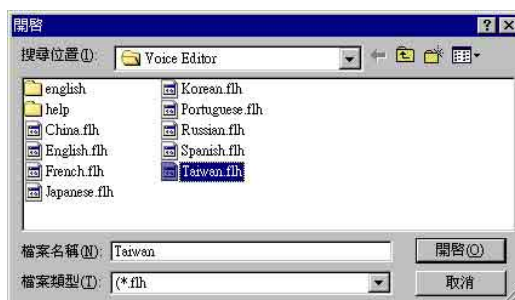 開啓
搜尋位置(I): Voice Editor
english
help
China.flh
English.flh
French.flh
Japanese.flh
Korean.flh
Portuguese.flh
Russian.flh
Spanish.flh
Taiwan.flh
檔案名稱(N): Taiwan 開啓(O)
檔案類型(T): (*.flh 取消